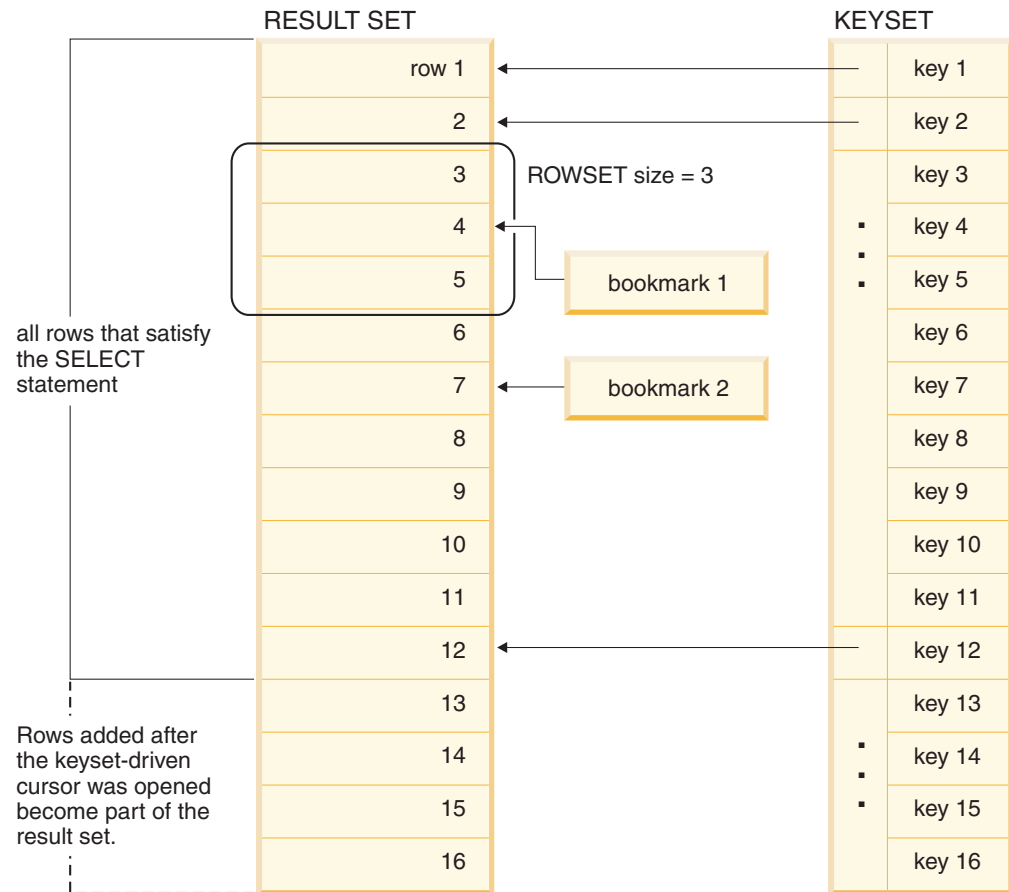 RESULT SET
KEYSET
row 1
key 1
2
key 2
3
ROWSET size = 3
key 3
4
key 4
5
bookmark 1
key 5
all rows that satisfy
the SELECT
statement
6
key 6
7
bookmark 2
key 7
8
key 8
9
key 9
10
key 10
11
key 11
12
key 12
13
key 13
Rows added after
the keyset-driven
cursor was opened
become part of the
result set.
14
key 14
15
key 15
16
key 16